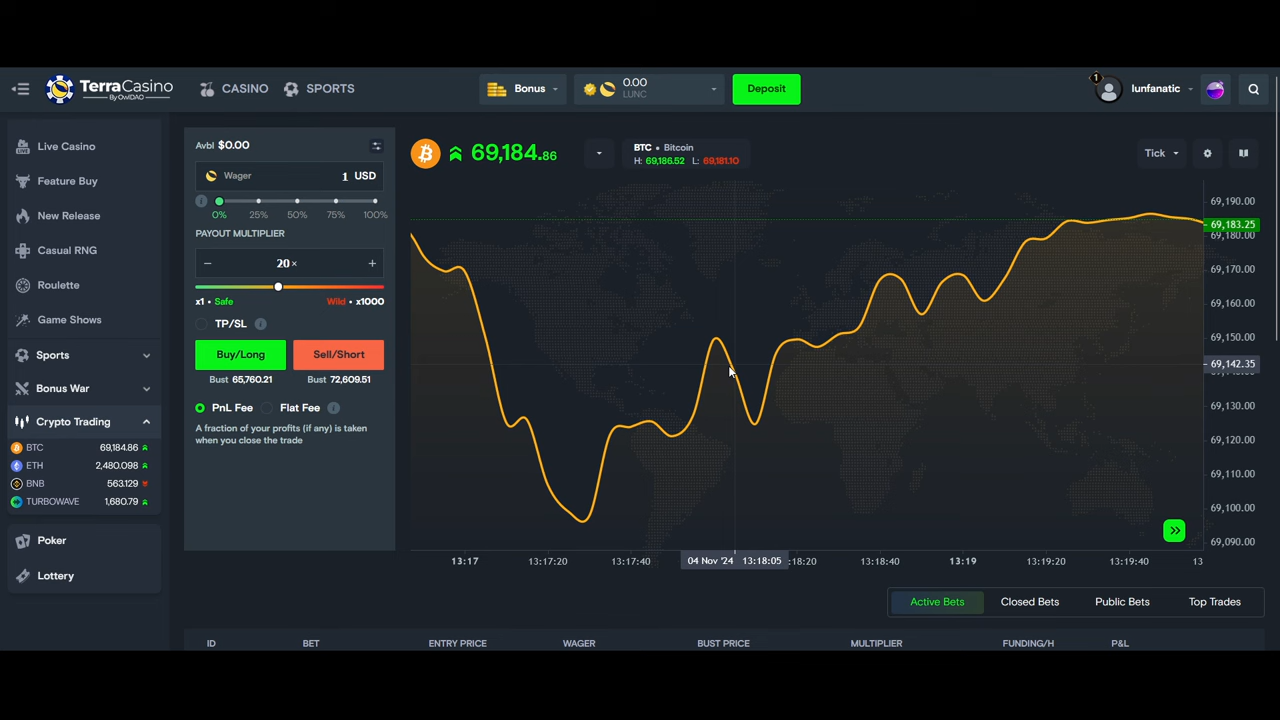 TerraCasino
By OwlDAO
CASINO
SPORTS
Bonus
0.00
LUNC
Deposit
1
lunfanatic
Live Casino
Feature Buy
New Release
Casual RNG
Roulette
Game Shows
Sports
Bonus War
Crypto Trading
BTC 69,184.86
ETH 2,480.098
BNB 563.129
TURBOWAVE 1,680.79
Poker
Lottery
Avbl $0.00
Wager 1 USD
0% 25% 50% 75% 100%
PAYOUT MULTIPLIER
− 20× +
x1 • Safe Wild • x1000
TP/SL
Buy/Long Sell/Short
Bust 65,760.21 Bust 72,609.51
PnL Fee Flat Fee
A fraction of your profits (if any) is taken
when you close the trade
69,184.86
BTC • Bitcoin
H: 69,186.52 L: 69,181.10
Tick
69,190.00
69,183.25
69,180.00
69,170.00
69,160.00
69,150.00
69,142.35
69,130.00
69,120.00
69,110.00
69,100.00
69,090.00
13:17 13:17:20 13:17:40 04 Nov '24 13:18:05 :18:20 13:18:40 13:19 13:19:20 13:19:40 13
Active Bets Closed Bets Public Bets Top Trades
ID BET ENTRY PRICE WAGER BUST PRICE MULTIPLIER FUNDING/H P&L